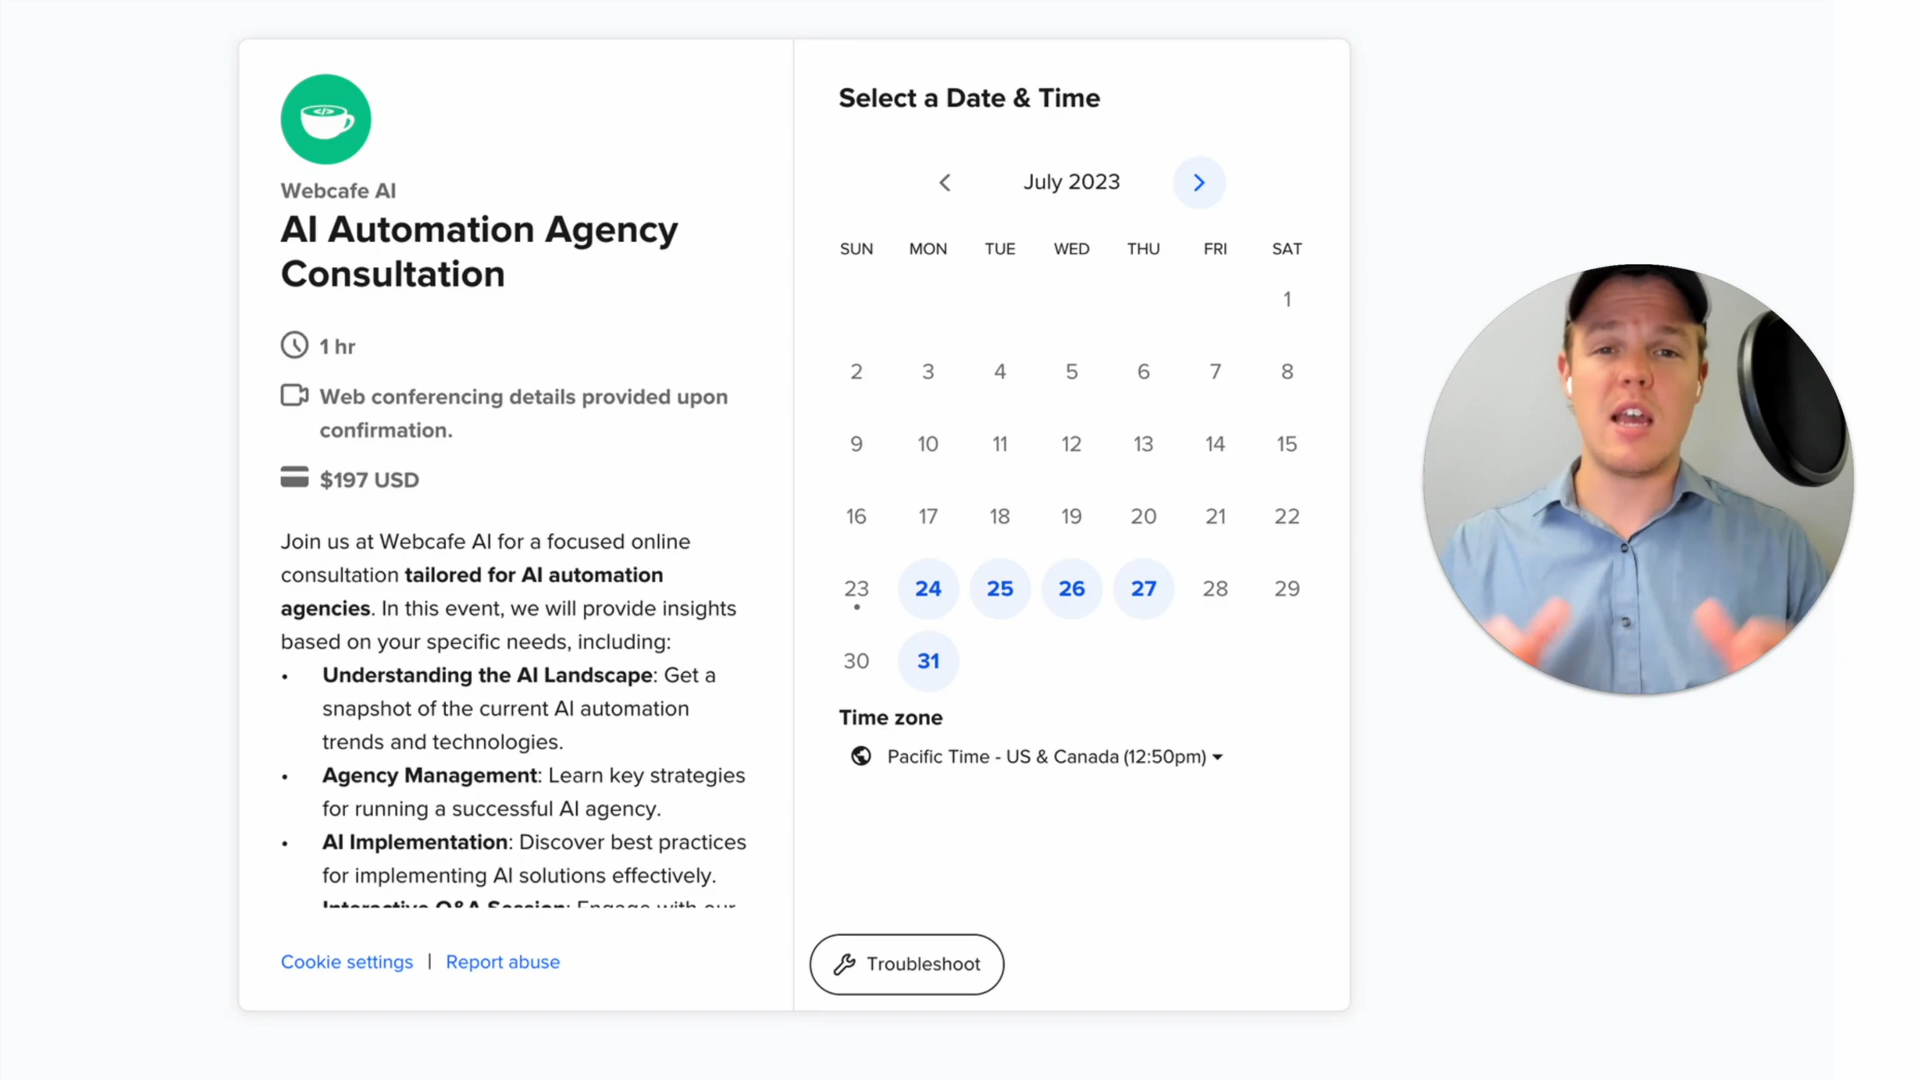 Webcafe AI
AI Automation Agency
Consultation
1 hr
Web conferencing details provided upon
confirmation.
$197 USD
Join us at Webcafe AI for a focused online
consultation tailored for AI automation
agencies. In this event, we will provide insights
based on your specific needs, including:
• Understanding the AI Landscape: Get a
snapshot of the current AI automation
trends and technologies.
• Agency Management: Learn key strategies
for running a successful AI agency.
• AI Implementation: Discover best practices
for implementing AI solutions effectively.
Interactive Q&A Session: Engage with our
Cookie settings | Report abuse
Select a Date & Time
July 2023
SUN MON TUE WED THU FRI SAT
1
2 3 4 5 6 7 8
9 10 11 12 13 14 15
16 17 18 19 20 21 22
23 24 25 26 27 28 29
30 31
Time zone
Pacific Time - US & Canada (12:50pm)
Troubleshoot